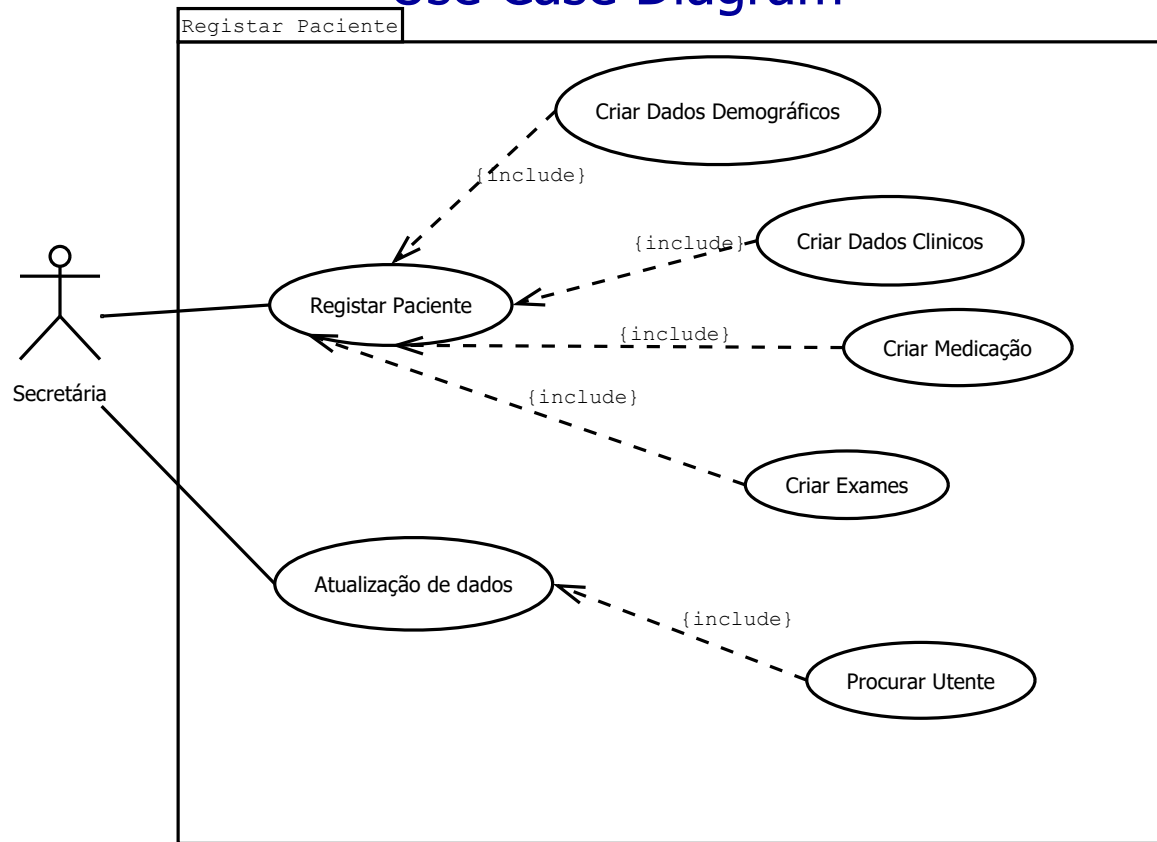 Use Case Diagram
Registar Paciente
Criar Dados Demográficos
{include}
{include}
Criar Dados Clinicos
Registar Paciente
{include}
Criar Medicação
Secretária
{include}
Criar Exames
Atualização de dados
{include}
Procurar Utente